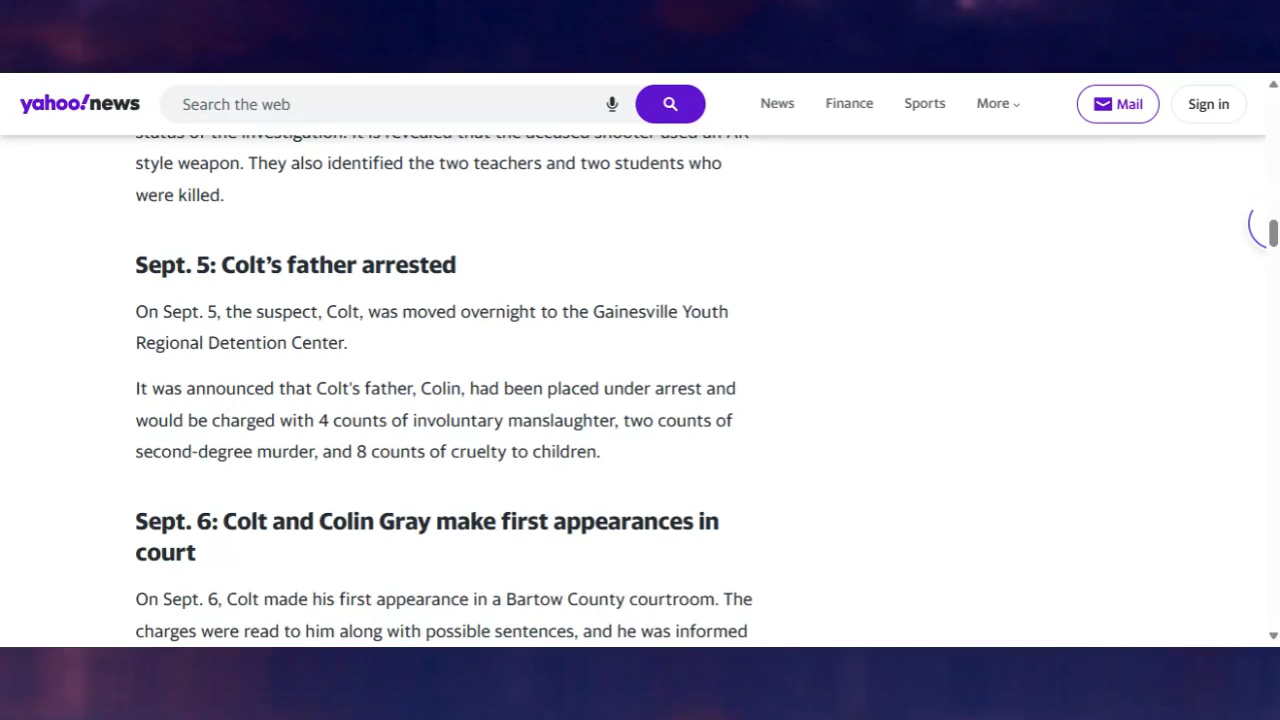 yahoo!news
Search the web
News
Finance
Sports
More
Mail
Sign in
status of the investigation. It is revealed that the accused shooter used an AR
style weapon. They also identified the two teachers and two students who
were killed.
Sept. 5: Colt’s father arrested
On Sept. 5, the suspect, Colt, was moved overnight to the Gainesville Youth
Regional Detention Center.
It was announced that Colt's father, Colin, had been placed under arrest and
would be charged with 4 counts of involuntary manslaughter, two counts of
second-degree murder, and 8 counts of cruelty to children.
Sept. 6: Colt and Colin Gray make first appearances in
court
On Sept. 6, Colt made his first appearance in a Bartow County courtroom. The
charges were read to him along with possible sentences, and he was informed